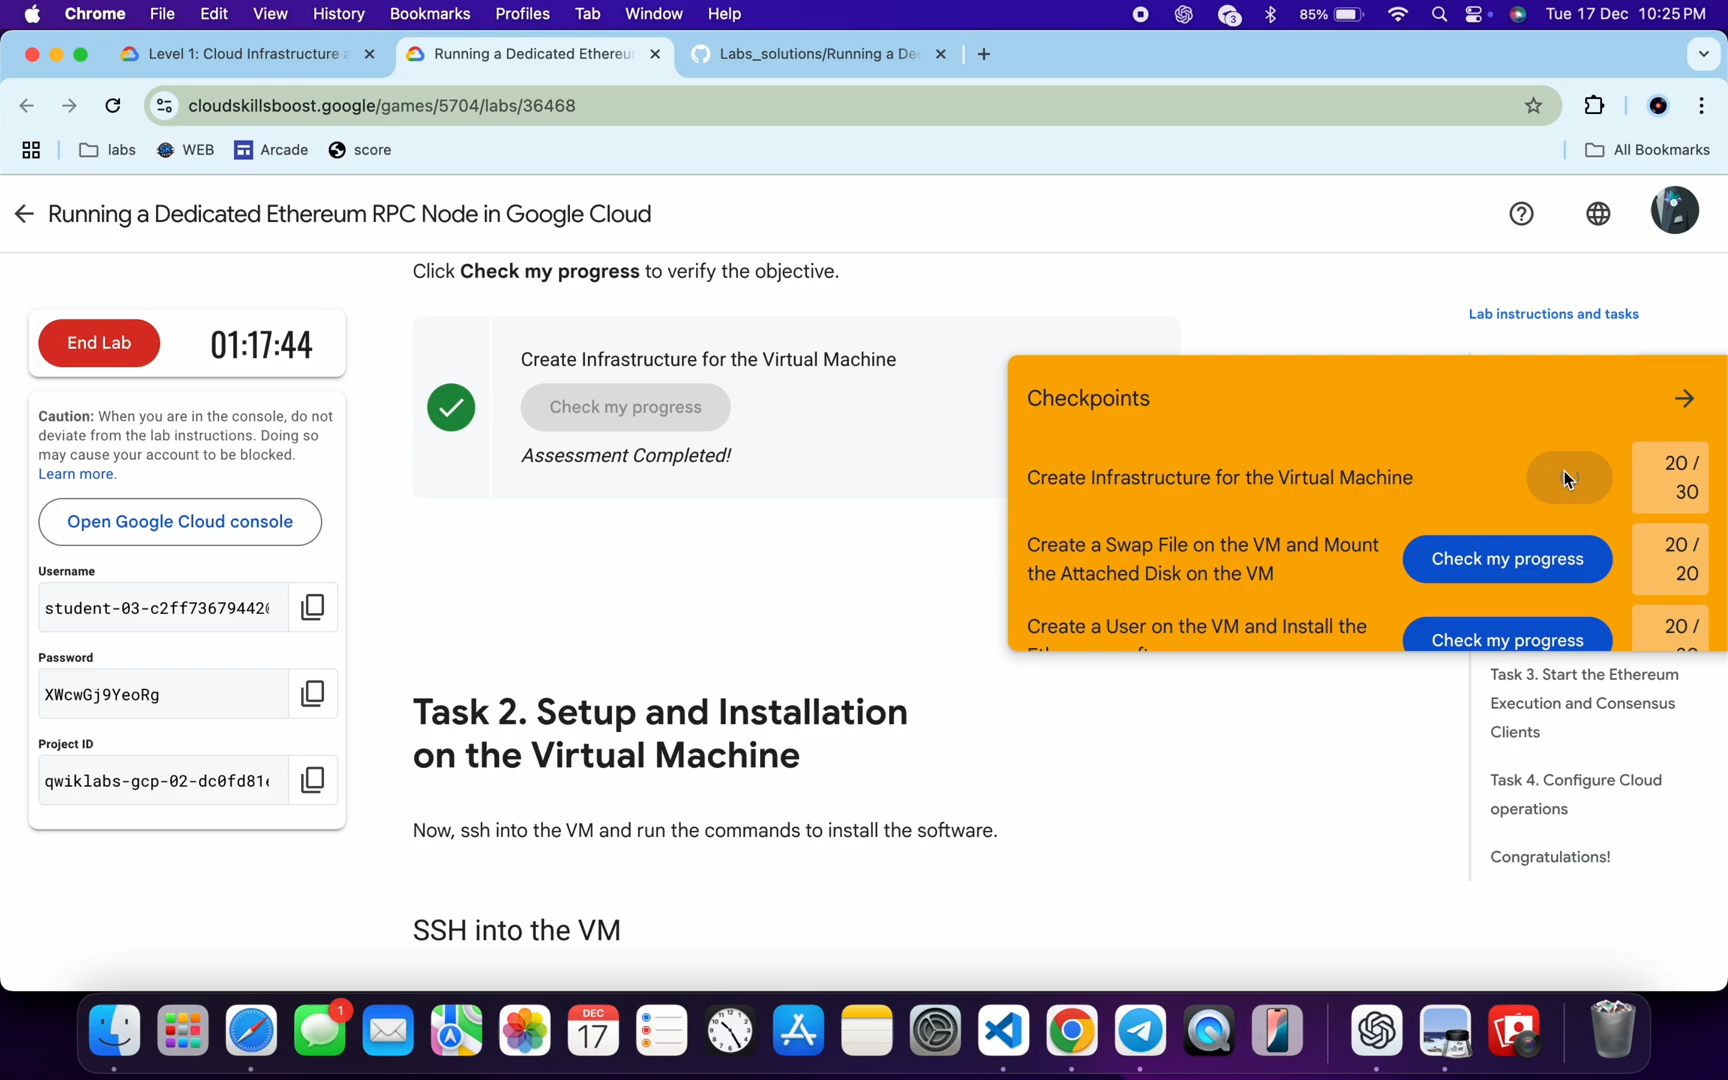 Chrome File Edit View History Bookmarks Profiles Tab Window Help
3 85% Tue 17 Dec 10:25 PM
Level 1: Cloud Infrastructure a
Running a Dedicated Ethereu
Labs_solutions/Running a De
cloudskillsboost.google/games/5704/labs/36468
labs WEB Arcade score All Bookmarks
Running a Dedicated Ethereum RPC Node in Google Cloud
Click Check my progress to verify the objective.
End Lab 01:17:44
Caution: When you are in the console, do not
deviate from the lab instructions. Doing so
may cause your account to be blocked.
Learn more.
Open Google Cloud console
Username
student-03-c2ff7367944
Password
XWcwGj9YeoRg
Project ID
qwiklabs-gcp-02-dc0fd81
Create Infrastructure for the Virtual Machine
Check my progress
Assessment Completed!
Task 2. Setup and Installation
on the Virtual Machine
Now, ssh into the VM and run the commands to install the software.
SSH into the VM
Lab instructions and tasks
Checkpoints
Create Infrastructure for the Virtual Machine
20 /
30
Create a Swap File on the VM and Mount
the Attached Disk on the VM
Check my progress
20 /
20
Create a User on the VM and Install the
Check my progress
20 /
Task 3. Start the Ethereum
Execution and Consensus
Clients
Task 4. Configure Cloud
operations
Congratulations!
1
DEC
17